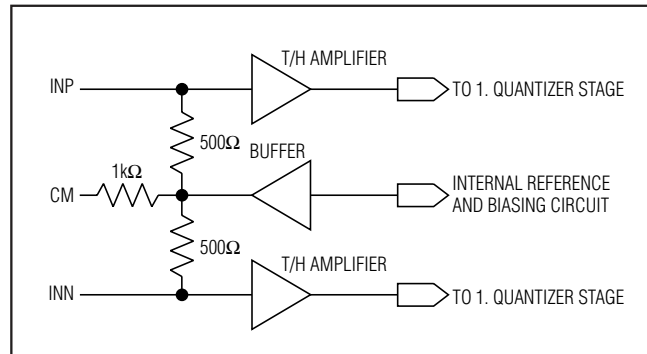 T/H AMPLIFIER
INP
TO 1. QUANTIZER STAGE
500Ω
BUFFER
1kΩ
CM
INTERNAL REFERENCE
AND BIASING CIRCUIT
500Ω
T/H AMPLIFIER
INN
TO 1. QUANTIZER STAGE